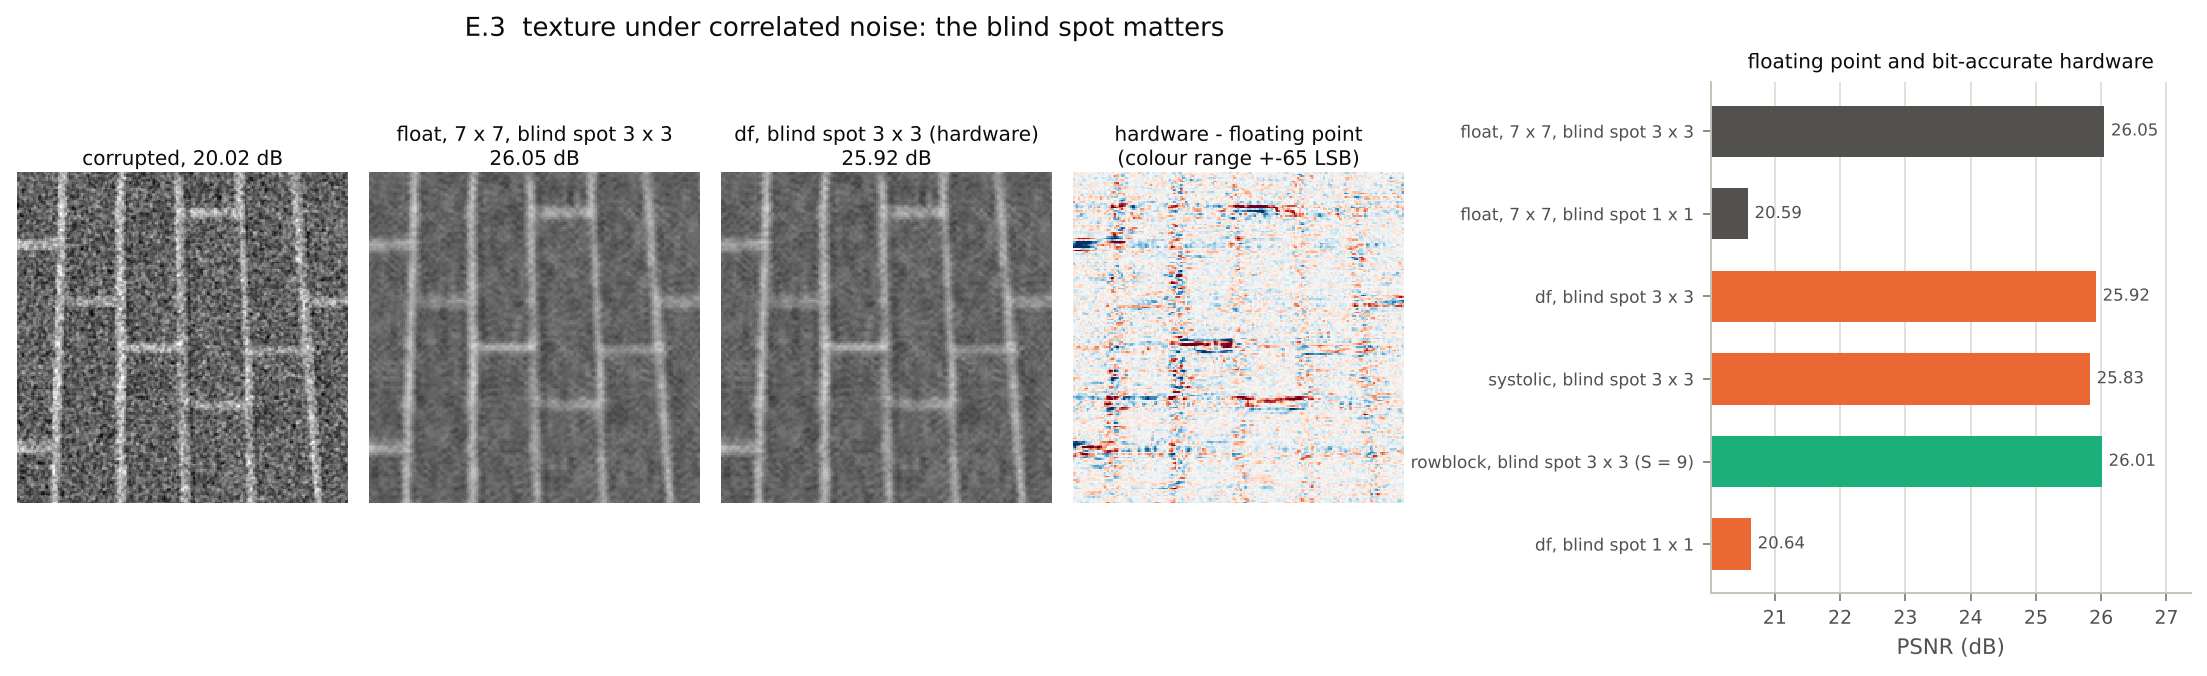 E.3  texture under correlated noise: the blind spot matters
corrupted, 20.02 dB
float, 7 x 7, blind spot 3 x 3
26.05 dB
df, blind spot 3 x 3 (hardware)
25.92 dB
hardware - floating point
(colour range +-65 LSB)
floating point and bit-accurate hardware
float, 7 x 7, blind spot 3 x 3
26.05
float, 7 x 7, blind spot 1 x 1
20.59
df, blind spot 3 x 3
25.92
systolic, blind spot 3 x 3
25.83
rowblock, blind spot 3 x 3 (S = 9)
26.01
df, blind spot 1 x 1
20.64
21 22 23 24 25 26 27
PSNR (dB)